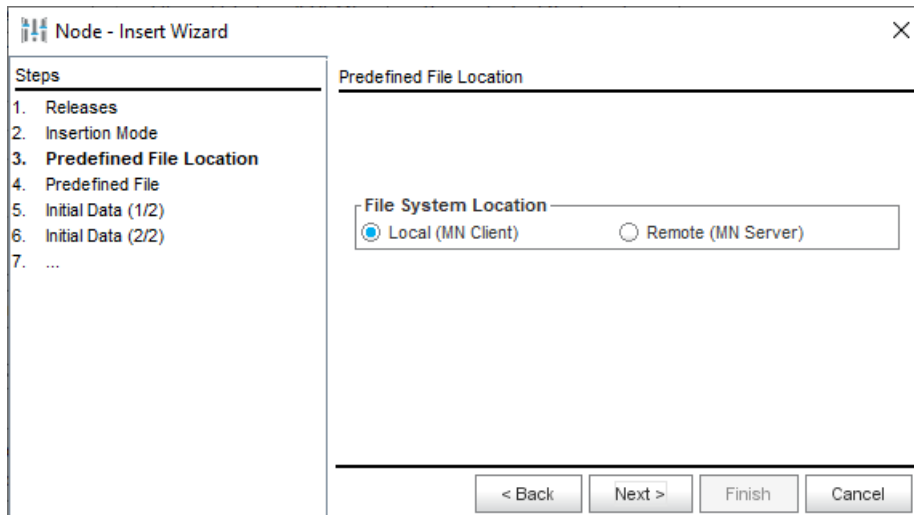 Node - Insert Wizard
Steps
1. Releases
2. Insertion Mode
3. Predefined File Location
4. Predefined File
5. Initial Data (1/2)
6. Initial Data (2/2)
7. ...
Predefined File Location
File System Location
Local (MN Client) Remote (MN Server)
< Back Next > Finish Cancel